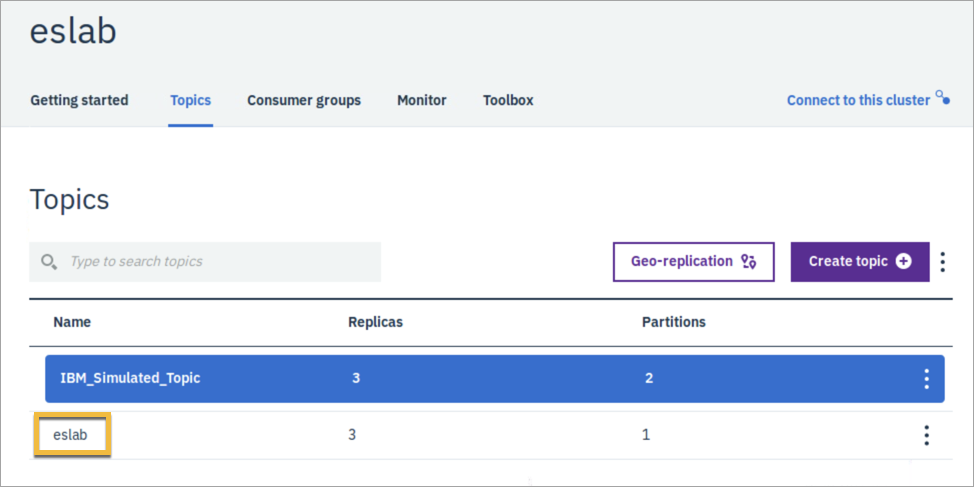 eslab
Getting started Topics Consumer groups Monitor Toolbox Connect to this cluster
Topics
Type to search topics Geo-replication Create topic
Name Replicas Partitions
IBM_Simulated_Topic 3 2
eslab 3 1